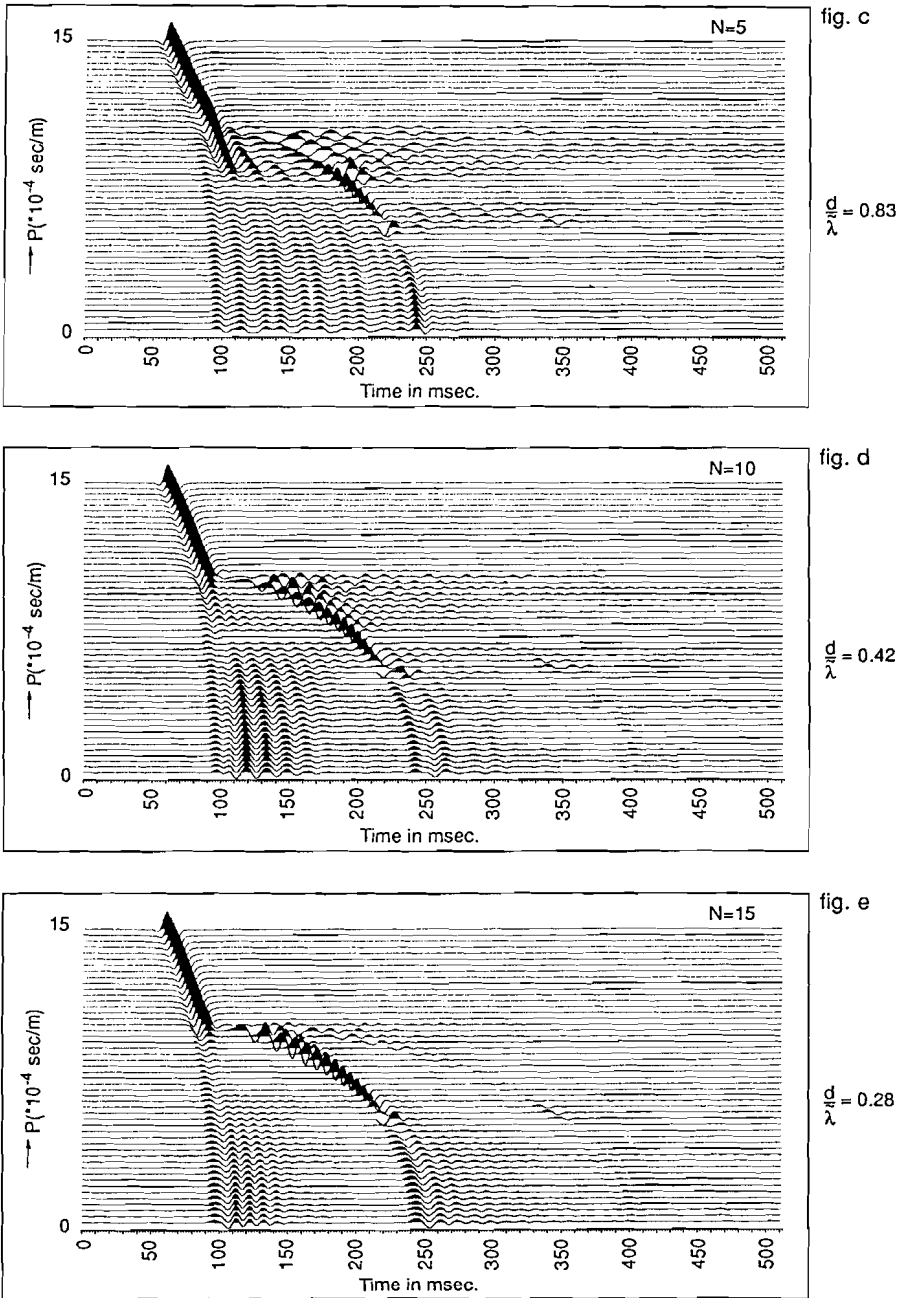 fig. c
N=5
15
0
→ P(*10⁻⁴ sec/m)
0 50 100 150 200 250 300 350 400 450 500
Time in msec.
d/λ = 0.83
fig. d
N=10
15
0
→ P(*10⁻⁴ sec/m)
0 50 100 150 200 250 300 350 400 450 500
Time in msec.
d/λ = 0.42
fig. e
N=15
15
0
→ P(*10⁻⁴ sec/m)
0 50 100 150 200 250 300 350 400 450 500
Time in msec.
d/λ = 0.28